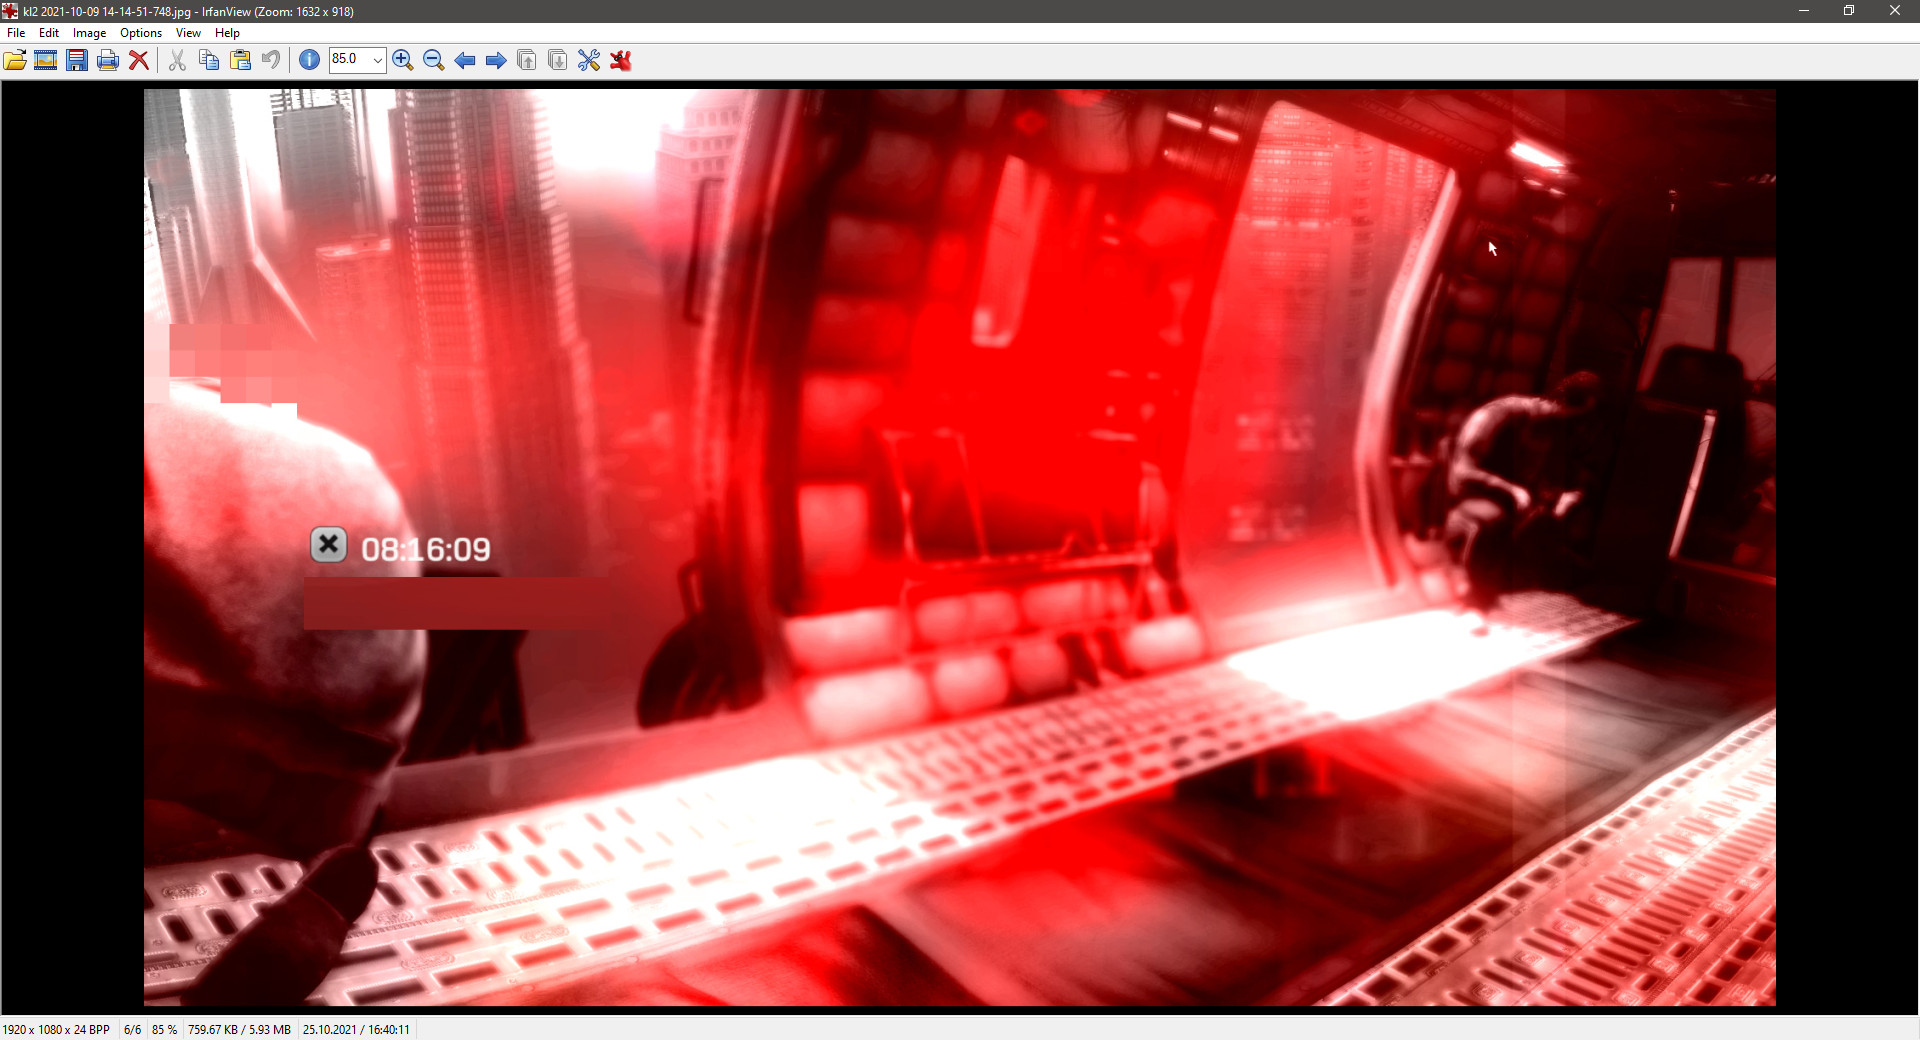 kl2 2021-10-09 14-14-51-748.jpg - IrfanView (Zoom: 1632 x 918)
File Edit Image Options View Help
85.0
08:16:09
1920 x 1080 x 24 BPP 6/6 85 % 759.67 KB / 5.93 MB 25.10.2021 / 16:40:11